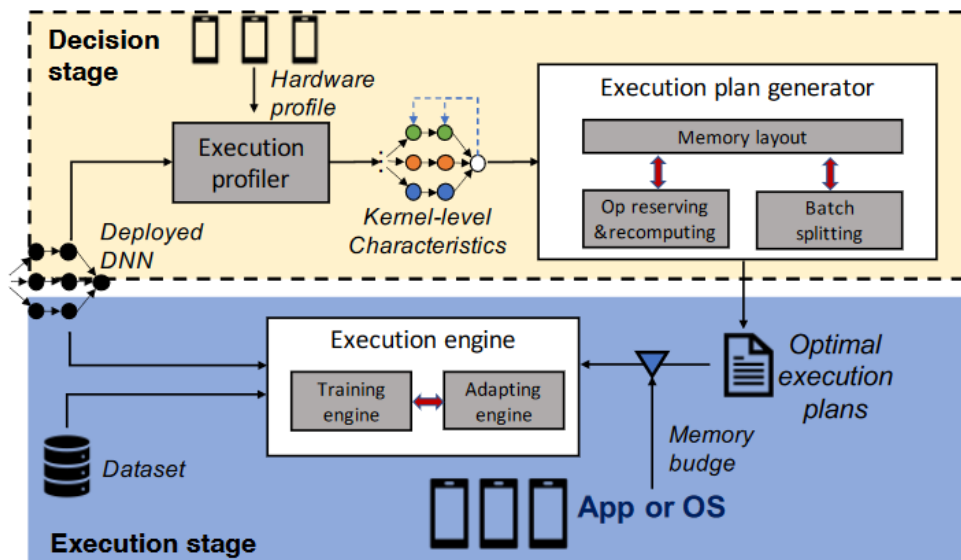 Decision
stage
Hardware
profile
Execution
profiler
Kernel-level
Characteristics
Execution plan generator
Memory layout
Op reserving
&recomputing
Batch
splitting
Deployed
DNN
Execution engine
Training
engine
Adapting
engine
Optimal
execution
plans
Memory
budget
Dataset
App or OS
Execution stage